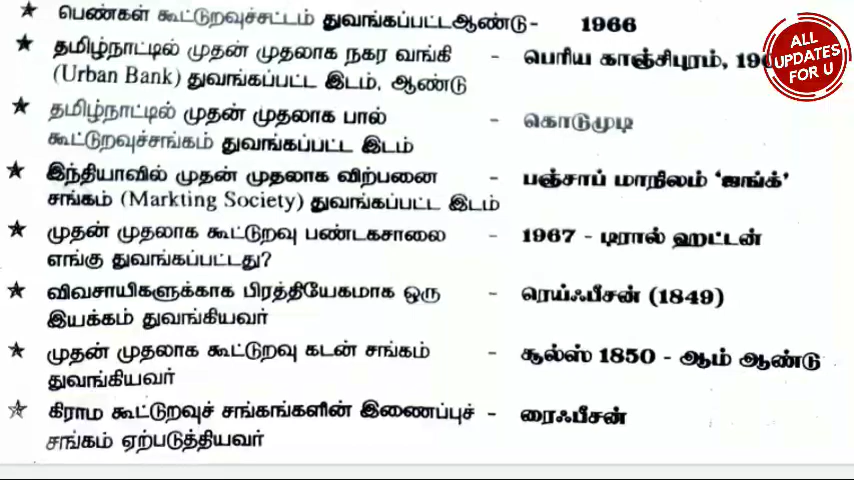 ★ பெண்கள் கூட்டுறவுச்சட்டம் துவங்கப்பட்டஆண்டு- 1966
★ தமிழ்நாட்டில் முதன் முதலாக நகர வங்கி - பெரிய காஞ்சிபுரம்,
(Urban Bank) துவங்கப்பட்ட இடம், ஆண்டு
★ தமிழ்நாட்டில் முதன் முதலாக பால் - கொடுமுடி
கூட்டுறவுச்சங்கம் துவங்கப்பட்ட இடம்
★ இந்தியாவில் முதன் முதலாக விற்பனை - பஞ்சாப் மாநிலம் 'ஜாங்க்'
சங்கம் (Markting Society) துவங்கப்பட்ட இடம்
★ முதன் முதலாக கூட்டுறவு பண்டகசாலை - 1967 - டிரால் ஹட்டன்
எங்கு துவங்கப்பட்டது?
★ விவசாயிகளுக்காக பிரத்தியேகமாக ஒரு - ரெய்ஃபீசன் (1849)
இயக்கம் துவங்கியவர்
★ முதன் முதலாக கூட்டுறவு கடன் சங்கம் - சூல்ஸ் 1850 - ஆம் ஆண்டு
துவங்கியவர்
★ கிராம கூட்டுறவுச் சங்கங்களின் இணைப்புச் - ரைஃபீசன்
சங்கம் ஏற்படுத்தியவர்
ALL
UPDATES
FOR U